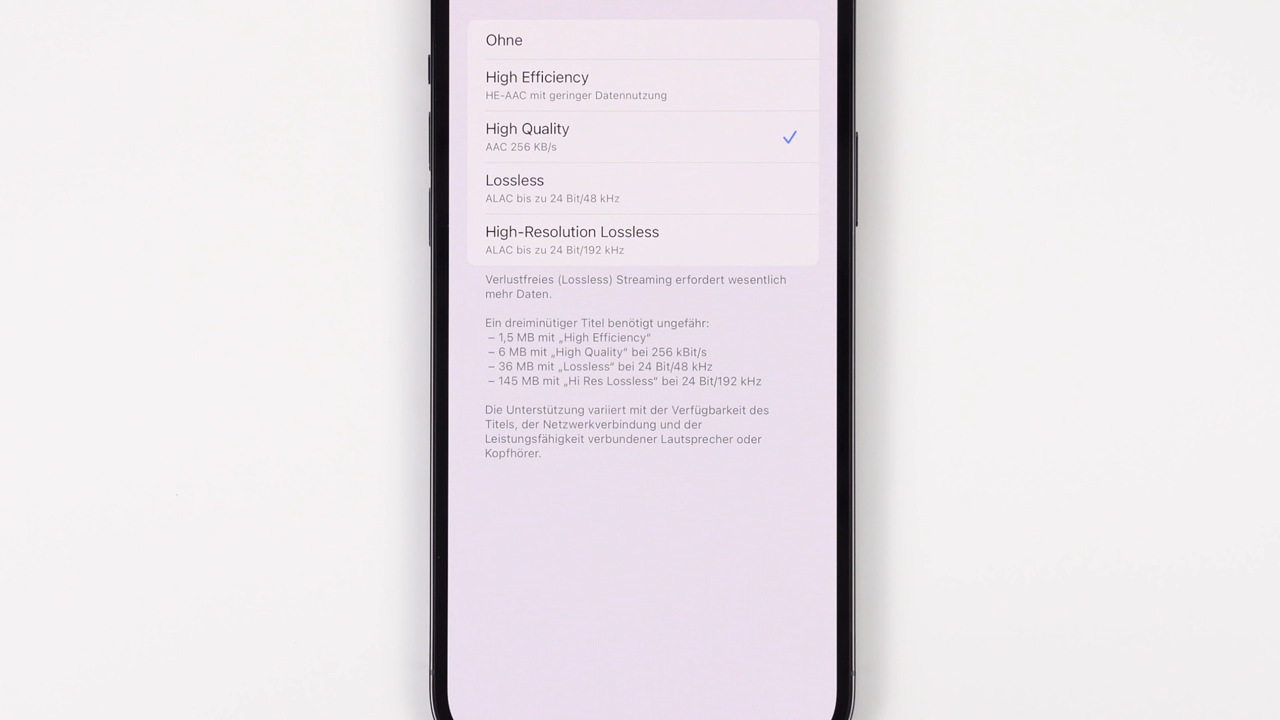 Ohne
High Efficiency
HE-AAC mit geringer Datennutzung
High Quality
AAC 256 KB/s
Lossless
ALAC bis zu 24 Bit/48 kHz
High-Resolution Lossless
ALAC bis zu 24 Bit/192 kHz
Verlustfreies (Lossless) Streaming erfordert wesentlich
mehr Daten.
Ein dreiminütiger Titel benötigt ungefähr:
– 1,5 MB mit „High Efficiency“
– 6 MB mit „High Quality“ bei 256 kBit/s
– 36 MB mit „Lossless“ bei 24 Bit/48 kHz
– 145 MB mit „Hi Res Lossless“ bei 24 Bit/192 kHz
Die Unterstützung variiert mit der Verfügbarkeit des
Titels, der Netzwerkverbindung und der
Leistungsfähigkeit verbundener Lautsprecher oder
Kopfhörer.